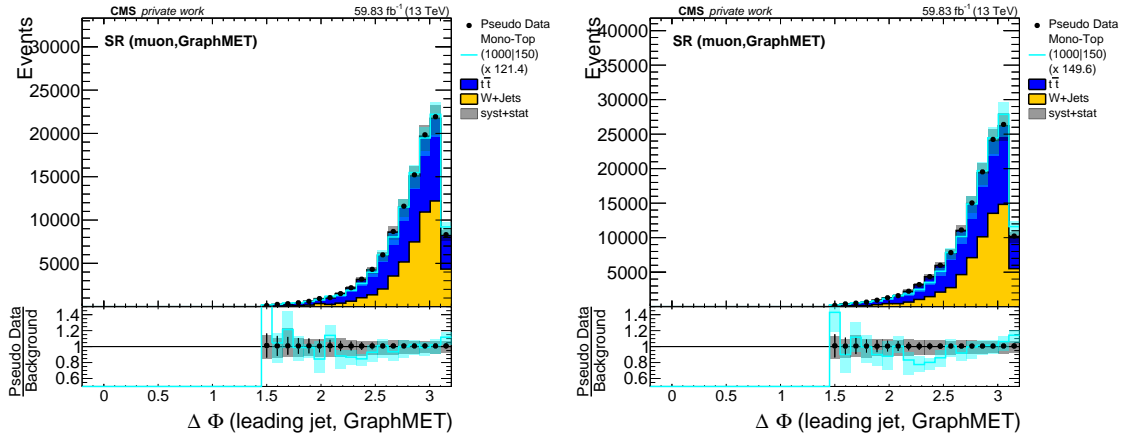 CMS private work 59.83 fb⁻¹ (13 TeV)
Events
SR (muon,GraphMET)
30000
25000
20000
15000
10000
5000
Pseudo Data
Mono-Top
(1000|150)
(x 121.4)
tt̅
W+Jets
syst+stat
Pseudo Data
Background
1.4
1.2
1
0.8
0.6
0 0.5 1 1.5 2 2.5 3
Δ Φ (leading jet, GraphMET)
CMS private work 59.83 fb⁻¹ (13 TeV)
Events
SR (muon,GraphMET)
40000
35000
30000
25000
20000
15000
10000
5000
Pseudo Data
Mono-Top
(1000|150)
(x 149.6)
tt̅
W+Jets
syst+stat
Pseudo Data
Background
1.4
1.2
1
0.8
0.6
0 0.5 1 1.5 2 2.5 3
Δ Φ (leading jet, GraphMET)